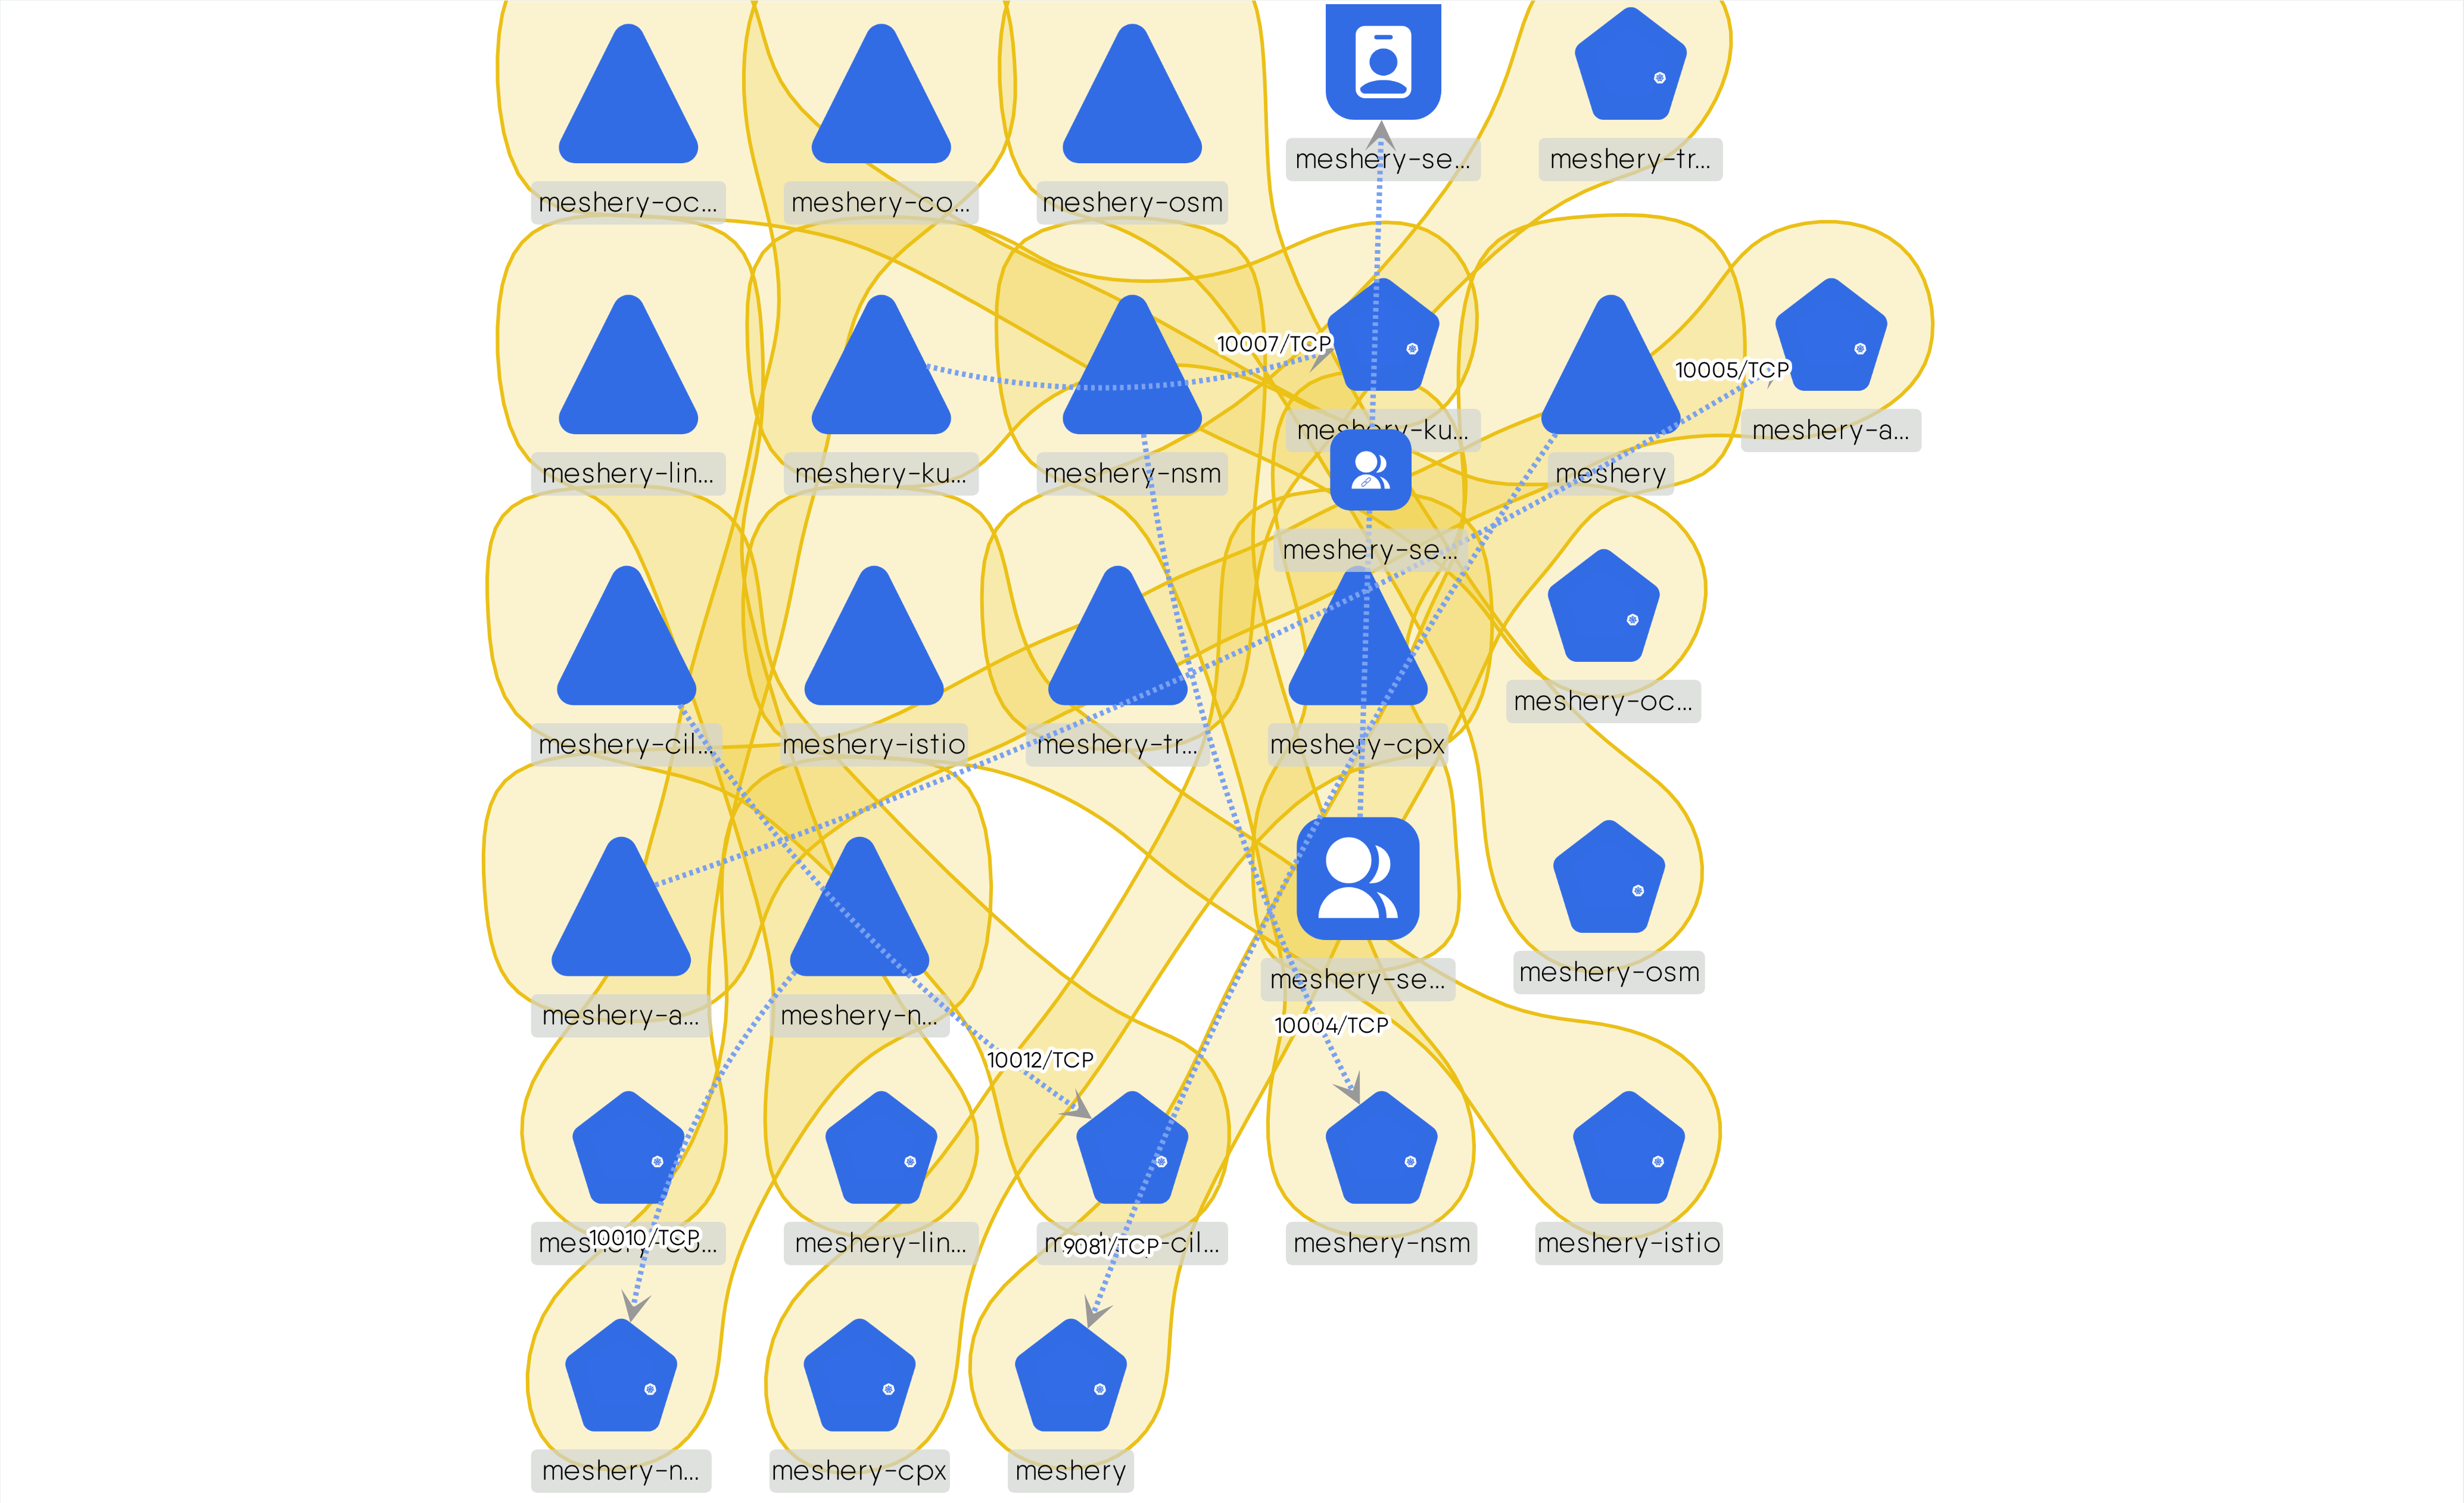 meshery-oc...
meshery-co...
meshery-osm
meshery-se...
meshery-tr...
meshery-lin...
meshery-ku...
meshery-nsm
10007/TCP
meshery-ku...
meshery
10005/TCP
meshery-a...
meshery-se...
meshery-cil...
meshery-istio
meshery-tr...
meshery-cpx
meshery-oc...
meshery-a...
meshery-n...
meshery-se...
meshery-osm
10012/TCP
10004/TCP
10010/TCP
meshery-lin...
9081/TCP
meshery-nsm
meshery-istio
meshery-n...
meshery-cpx
meshery